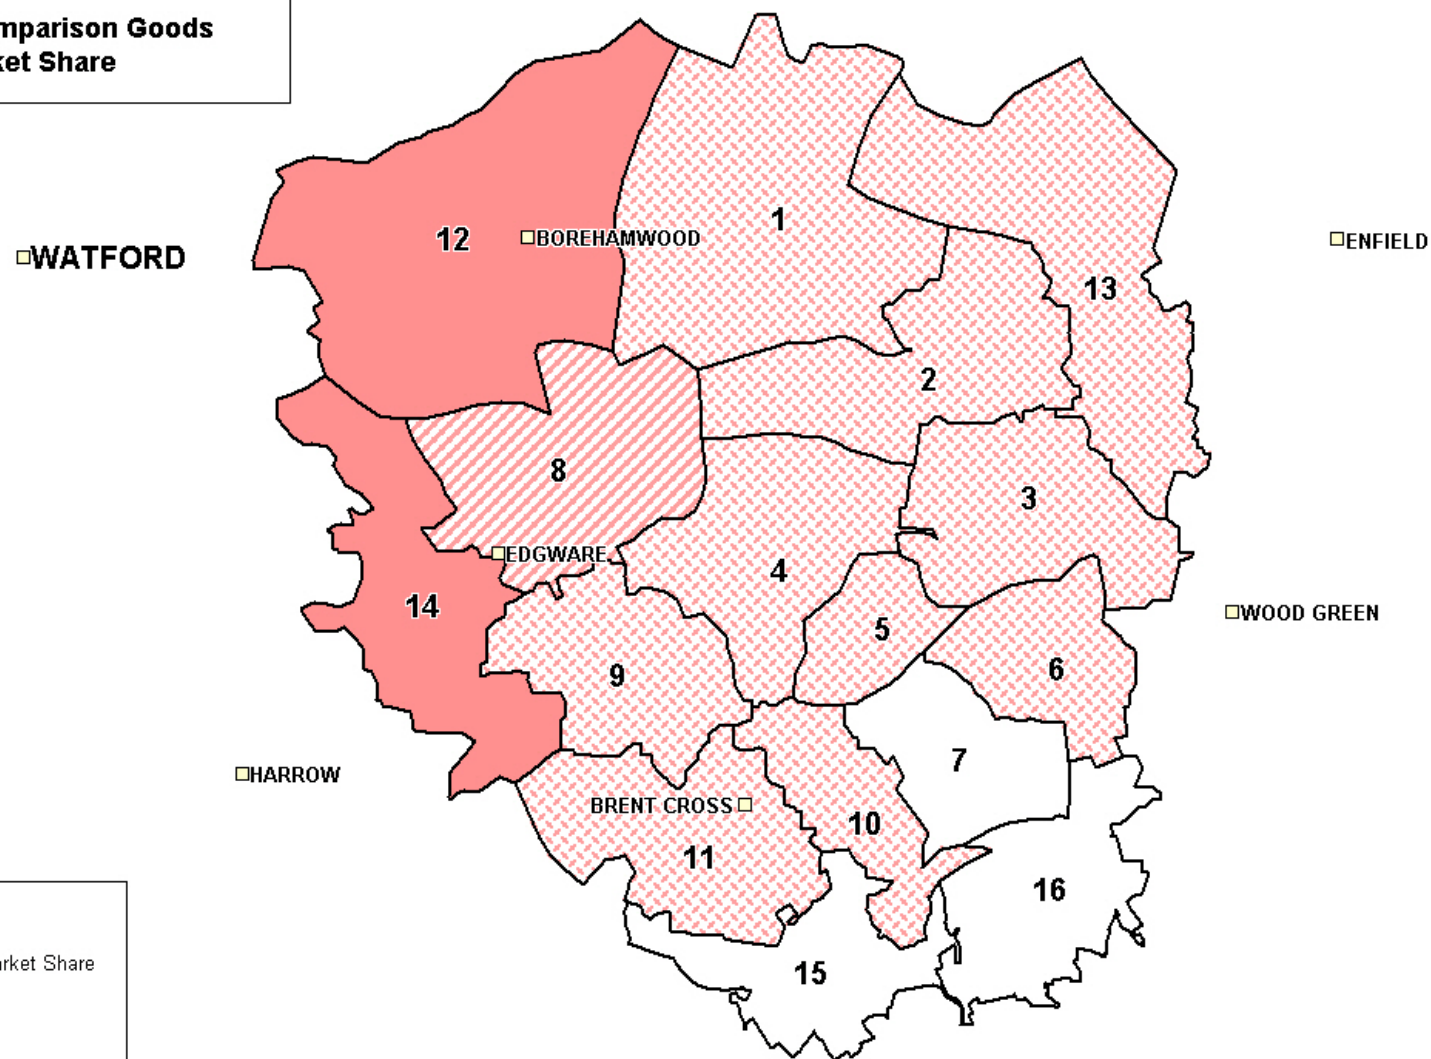 mparison Goods
ket Share
1
12
BOREHAMWOOD
WATFORD
ENFIELD
13
2
8
3
EDGWARE
4
14
5
WOOD GREEN
9
6
7
HARROW
BRENT CROSS
10
11
16
rket Share
15